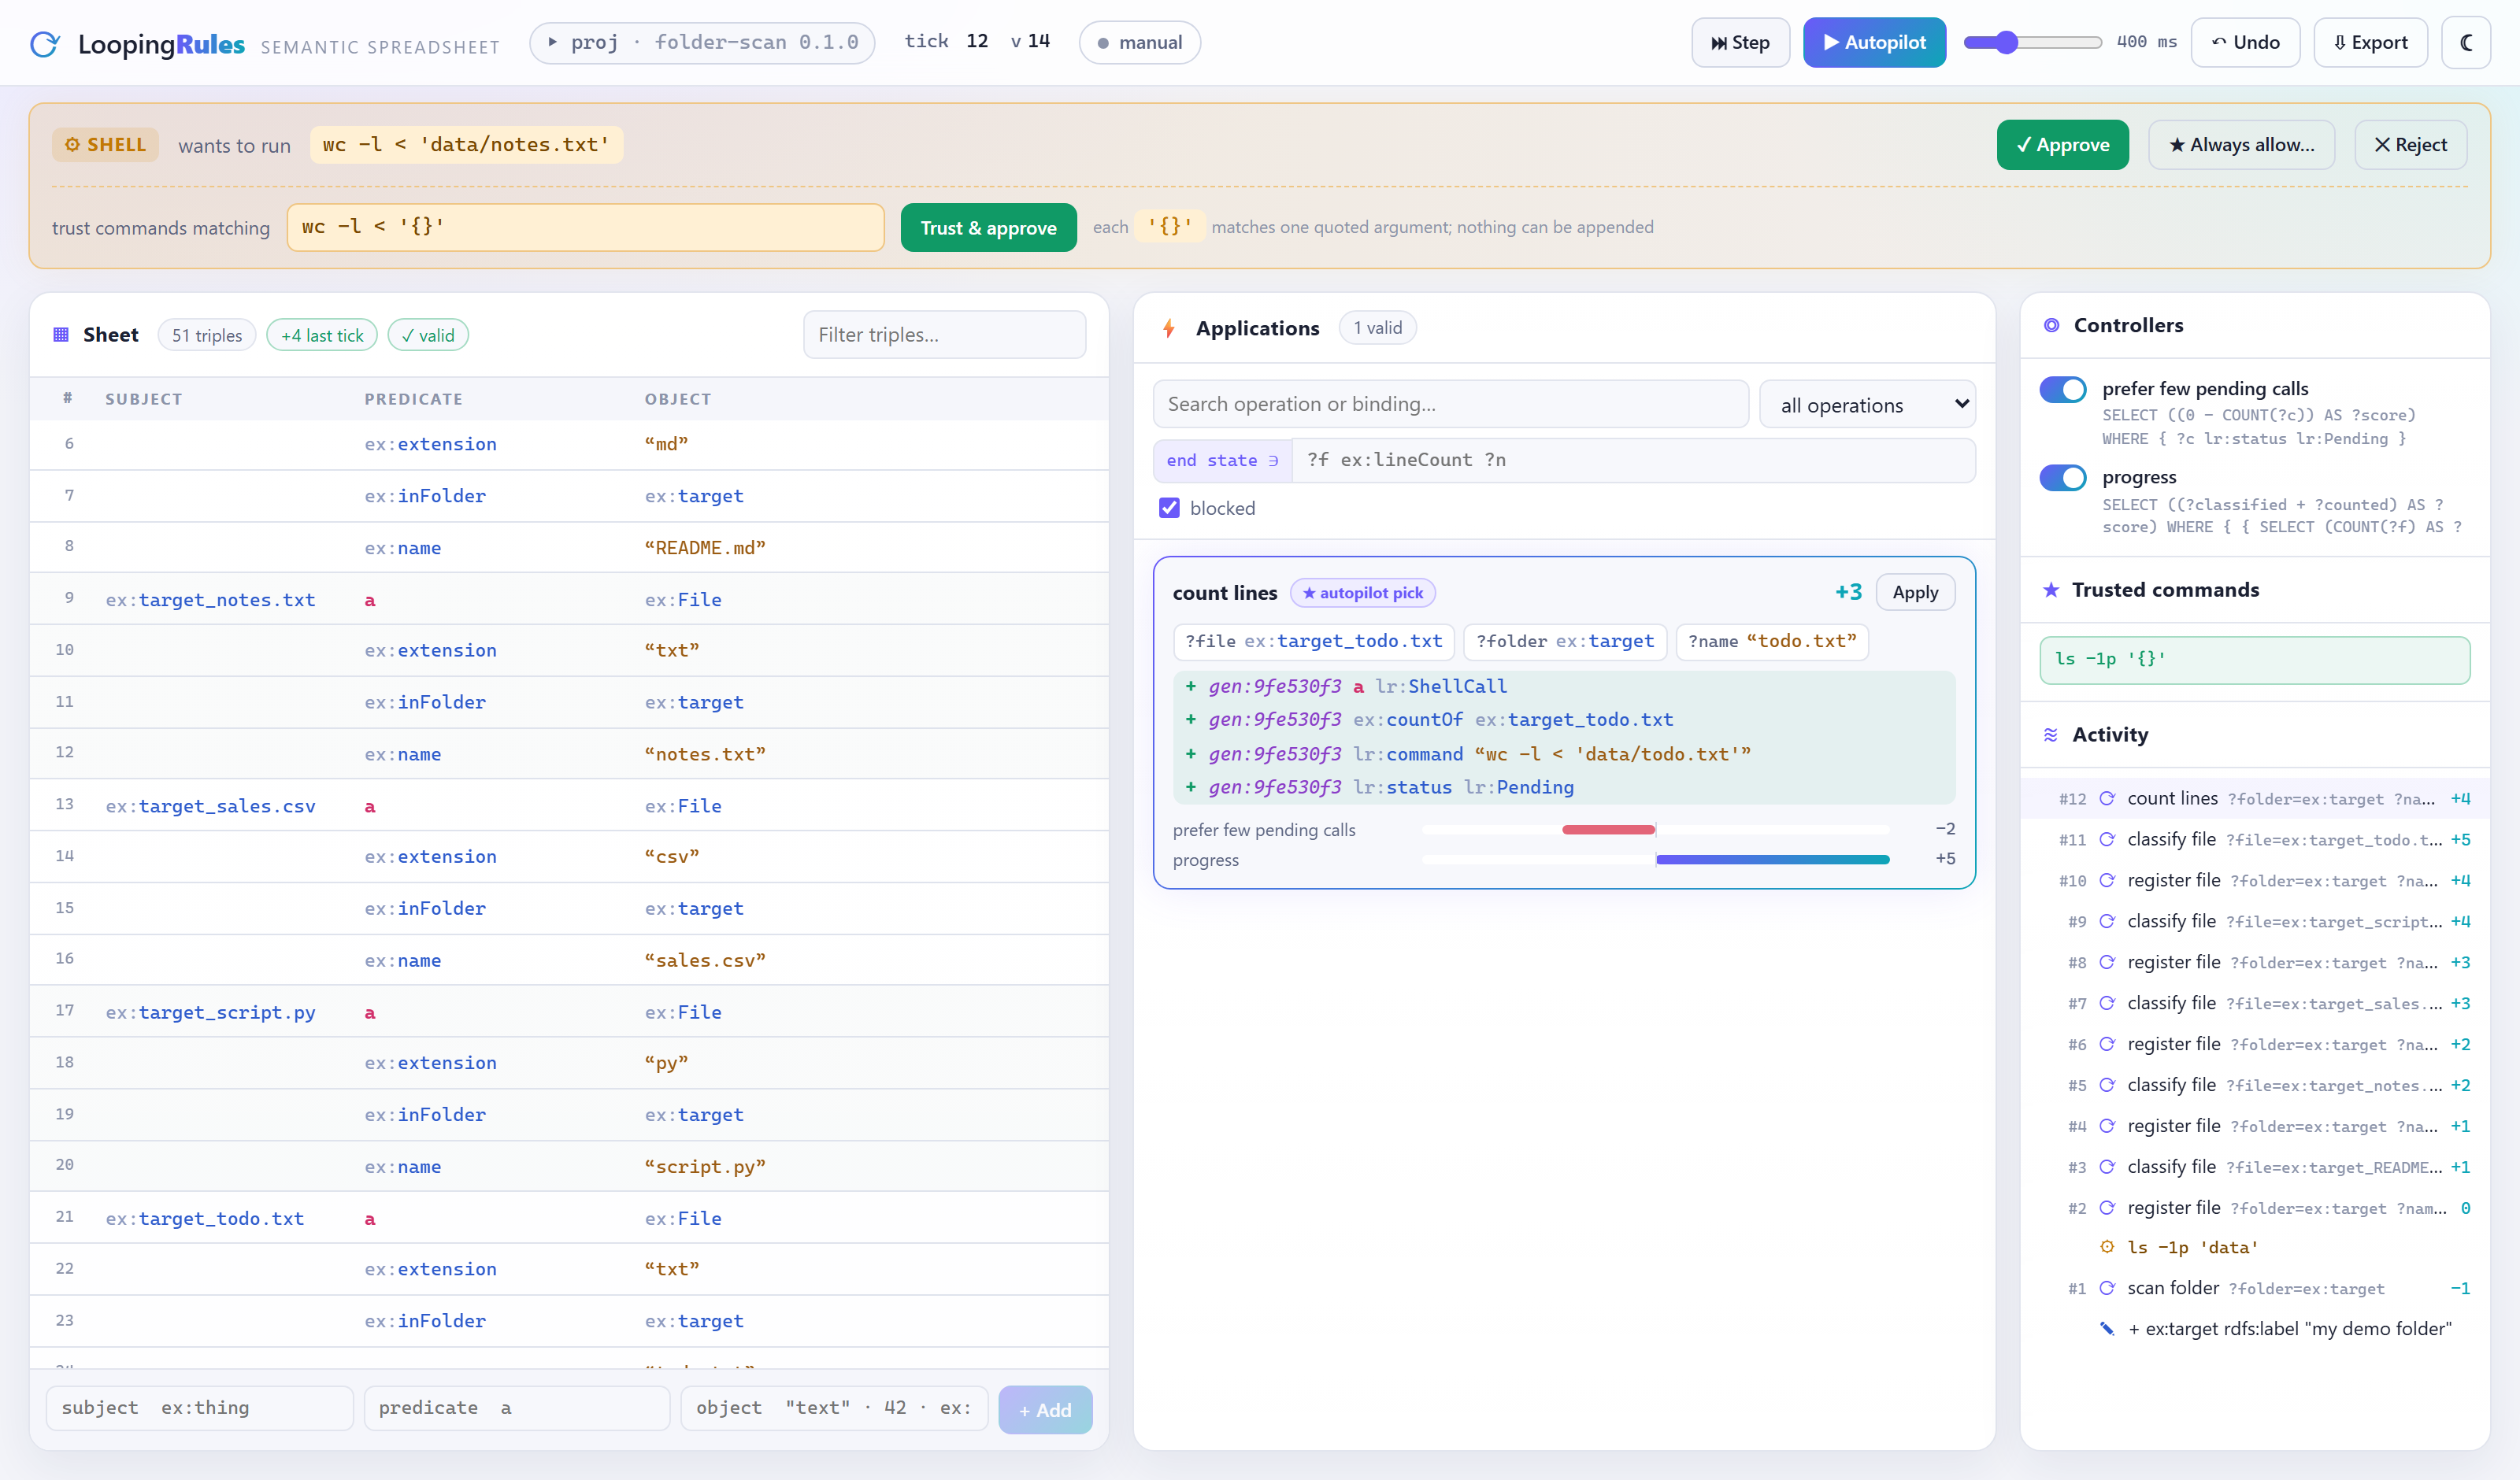 LoopingRules SEMANTIC SPREADSHEET ▸ proj · folder-scan 0.1.0 tick 12 v 14 ● manual Step Autopilot 400 ms Undo Export
SHELL wants to run wc -l < 'data/notes.txt' ✓ Approve ★ Always allow... ✕ Reject
trust commands matching wc -l < '{}' Trust & approve each '{}' matches one quoted argument; nothing can be appended
Sheet 51 triples +4 last tick ✓ valid Filter triples...
# SUBJECT PREDICATE OBJECT
6 ex:extension “md”
7 ex:inFolder ex:target
8 ex:name “README.md”
9 ex:target_notes.txt a ex:File
10 ex:extension “txt”
11 ex:inFolder ex:target
12 ex:name “notes.txt”
13 ex:target_sales.csv a ex:File
14 ex:extension “csv”
15 ex:inFolder ex:target
16 ex:name “sales.csv”
17 ex:target_script.py a ex:File
18 ex:extension “py”
19 ex:inFolder ex:target
20 ex:name “script.py”
21 ex:target_todo.txt a ex:File
22 ex:extension “txt”
23 ex:inFolder ex:target
subject ex:thing predicate a object "text" · 42 · ex: + Add
Applications 1 valid
Search operation or binding... all operations
end state ∋ ?f ex:lineCount ?n
blocked
count lines ★ autopilot pick +3 Apply
?file ex:target_todo.txt ?folder ex:target ?name “todo.txt”
+ gen:9fe530f3 a lr:ShellCall
+ gen:9fe530f3 ex:countOf ex:target_todo.txt
+ gen:9fe530f3 lr:command “wc -l < 'data/todo.txt'”
+ gen:9fe530f3 lr:status lr:Pending
prefer few pending calls −2
progress +5
Controllers
prefer few pending calls
SELECT ((0 - COUNT(?c)) AS ?score)
WHERE { ?c lr:status lr:Pending }
progress
SELECT ((?classified + ?counted) AS ?
score) WHERE { { SELECT (COUNT(?f) AS ?
Trusted commands
ls -1p '{}'
Activity
#12 count lines ?folder=ex:target ?na... +4
#11 classify file ?file=ex:target_todo.t... +5
#10 register file ?folder=ex:target ?na... +4
#9 classify file ?file=ex:target_script... +4
#8 register file ?folder=ex:target ?na... +3
#7 classify file ?file=ex:target_sales.... +3
#6 register file ?folder=ex:target ?na... +2
#5 classify file ?file=ex:target_notes.... +2
#4 register file ?folder=ex:target ?na... +1
#3 classify file ?file=ex:target_README... +1
#2 register file ?folder=ex:target ?nam... 0
ls -1p 'data'
#1 scan folder ?folder=ex:target −1
+ ex:target rdfs:label "my demo folder"